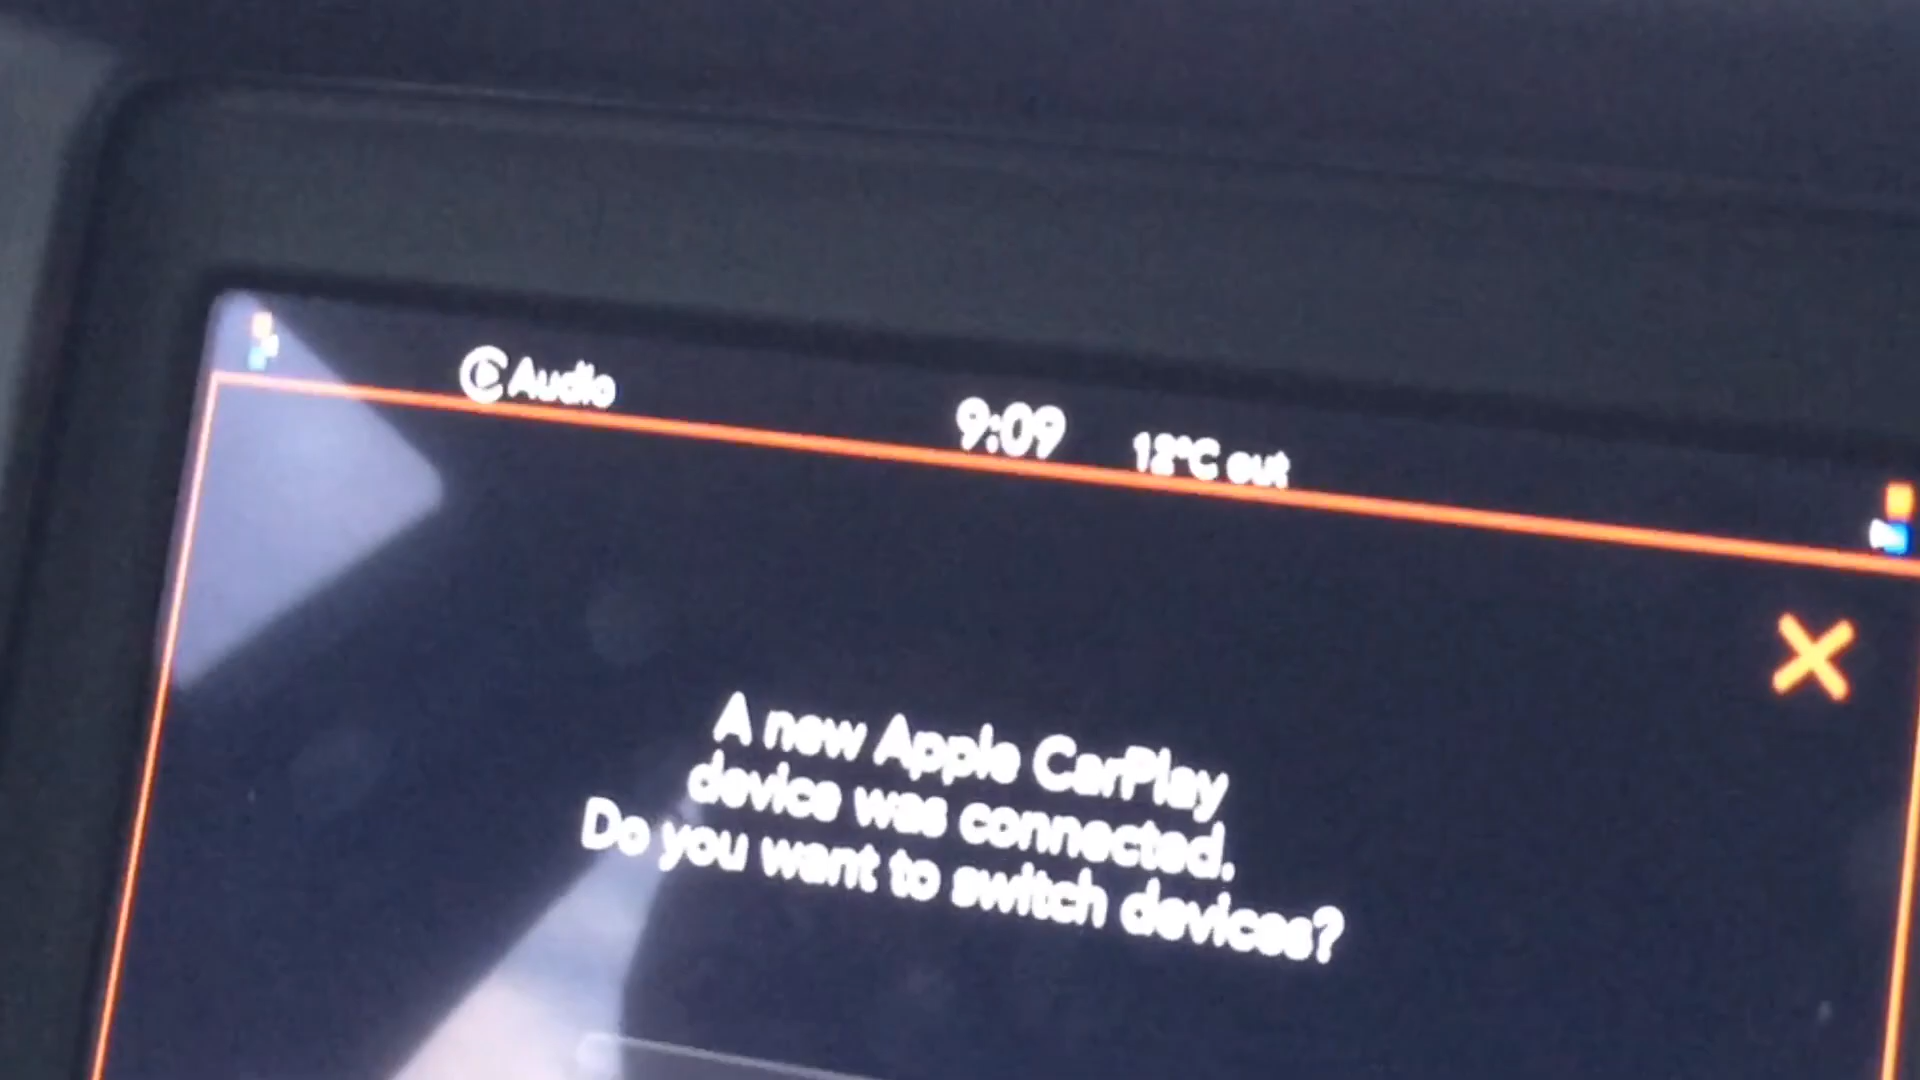 Audio
9:09 12°C out
A new Apple CarPlay
device was connected.
Do you want to switch devices?